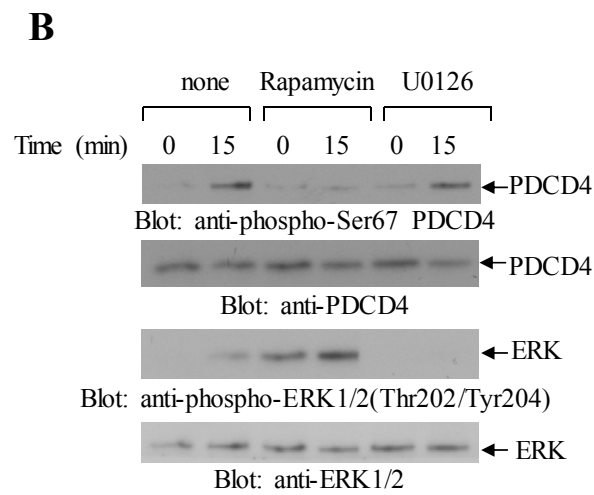 B
none Rapamycin U0126
Time (min) 0 15 0 15 0 15
PDCD4
Blot: anti-phospho-Ser67 PDCD4
PDCD4
Blot: anti-PDCD4
ERK
Blot: anti-phospho-ERK1/2(Thr202/Tyr204)
ERK
Blot: anti-ERK1/2